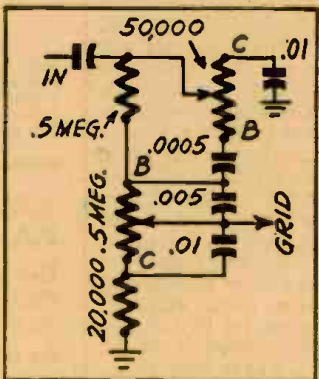 50,000
C
.01
IN
.5 MEG.
B
.0005
B
.005
.5 MEG.
GRID
.01
C
20,000